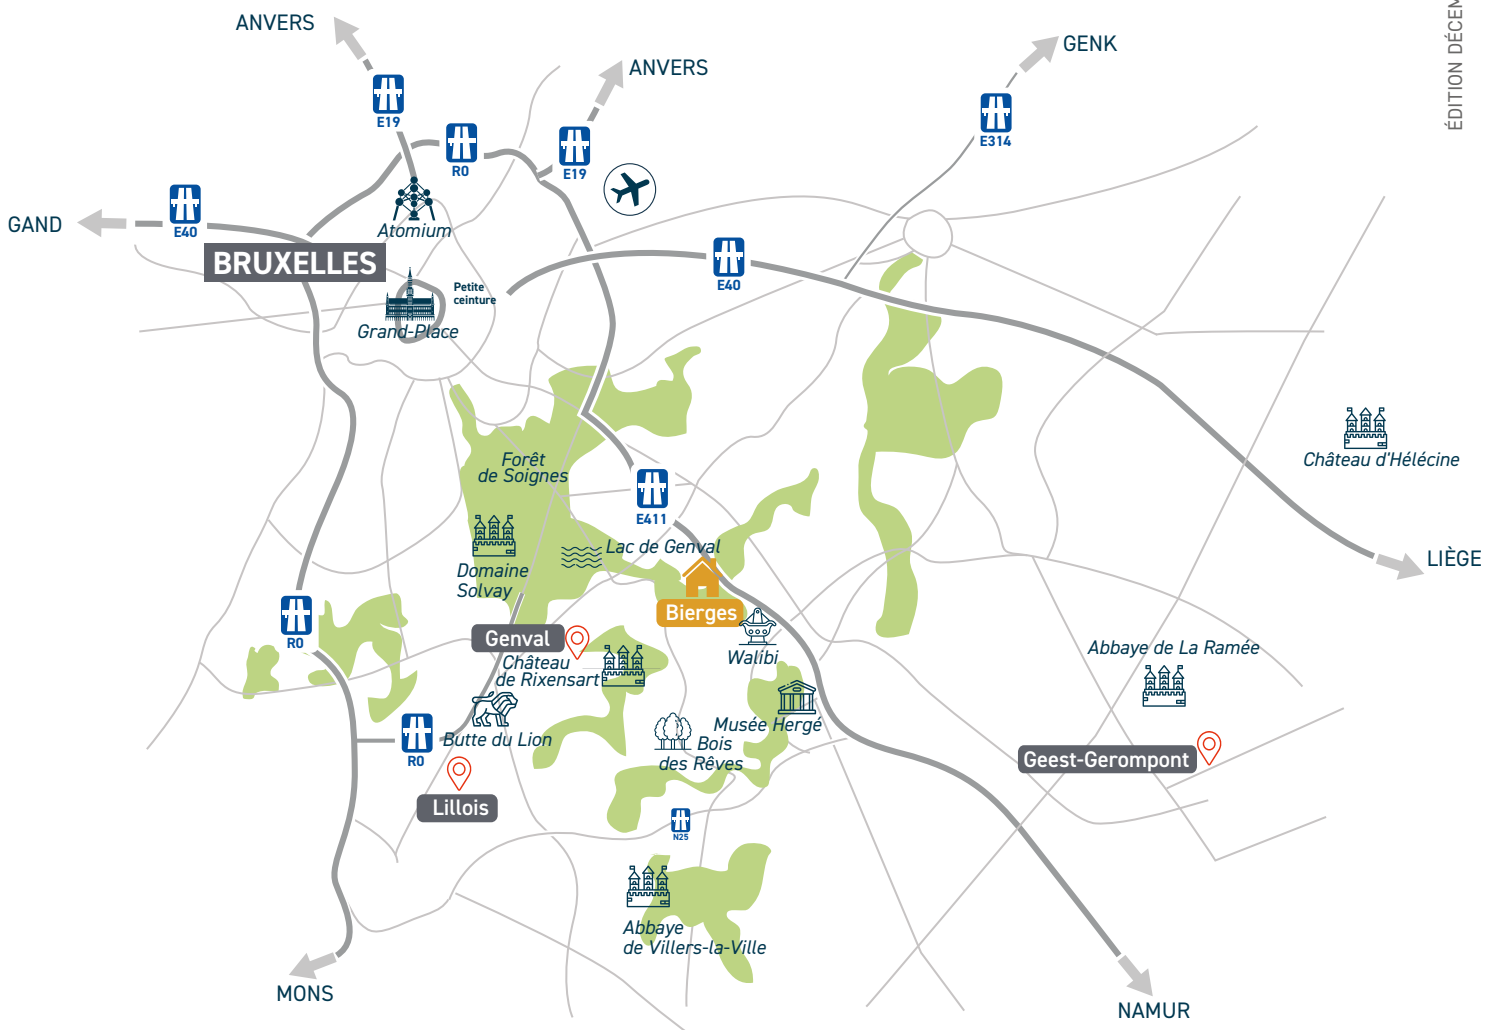 ANVERS
GENK
ANVERS
ÉDITION DÉCEM
E19
R0
E19
E314
GAND
E40
Atomium
BRUXELLES
E40
Petite
ceinture
Grand-Place
Château d'Hélécine
Forêt
de Soignes
E411
Lac de Genval
LIÈGE
Domaine
Solvay
Bierges
R0
Genval
Walibi
Abbaye de La Ramée
Château
de Rixensart
Musée Hergé
Butte du Lion
Bois
des Rêves
R0
Geest-Gerompont
Lillois
N25
Abbaye
de Villers-la-Ville
MONS
NAMUR